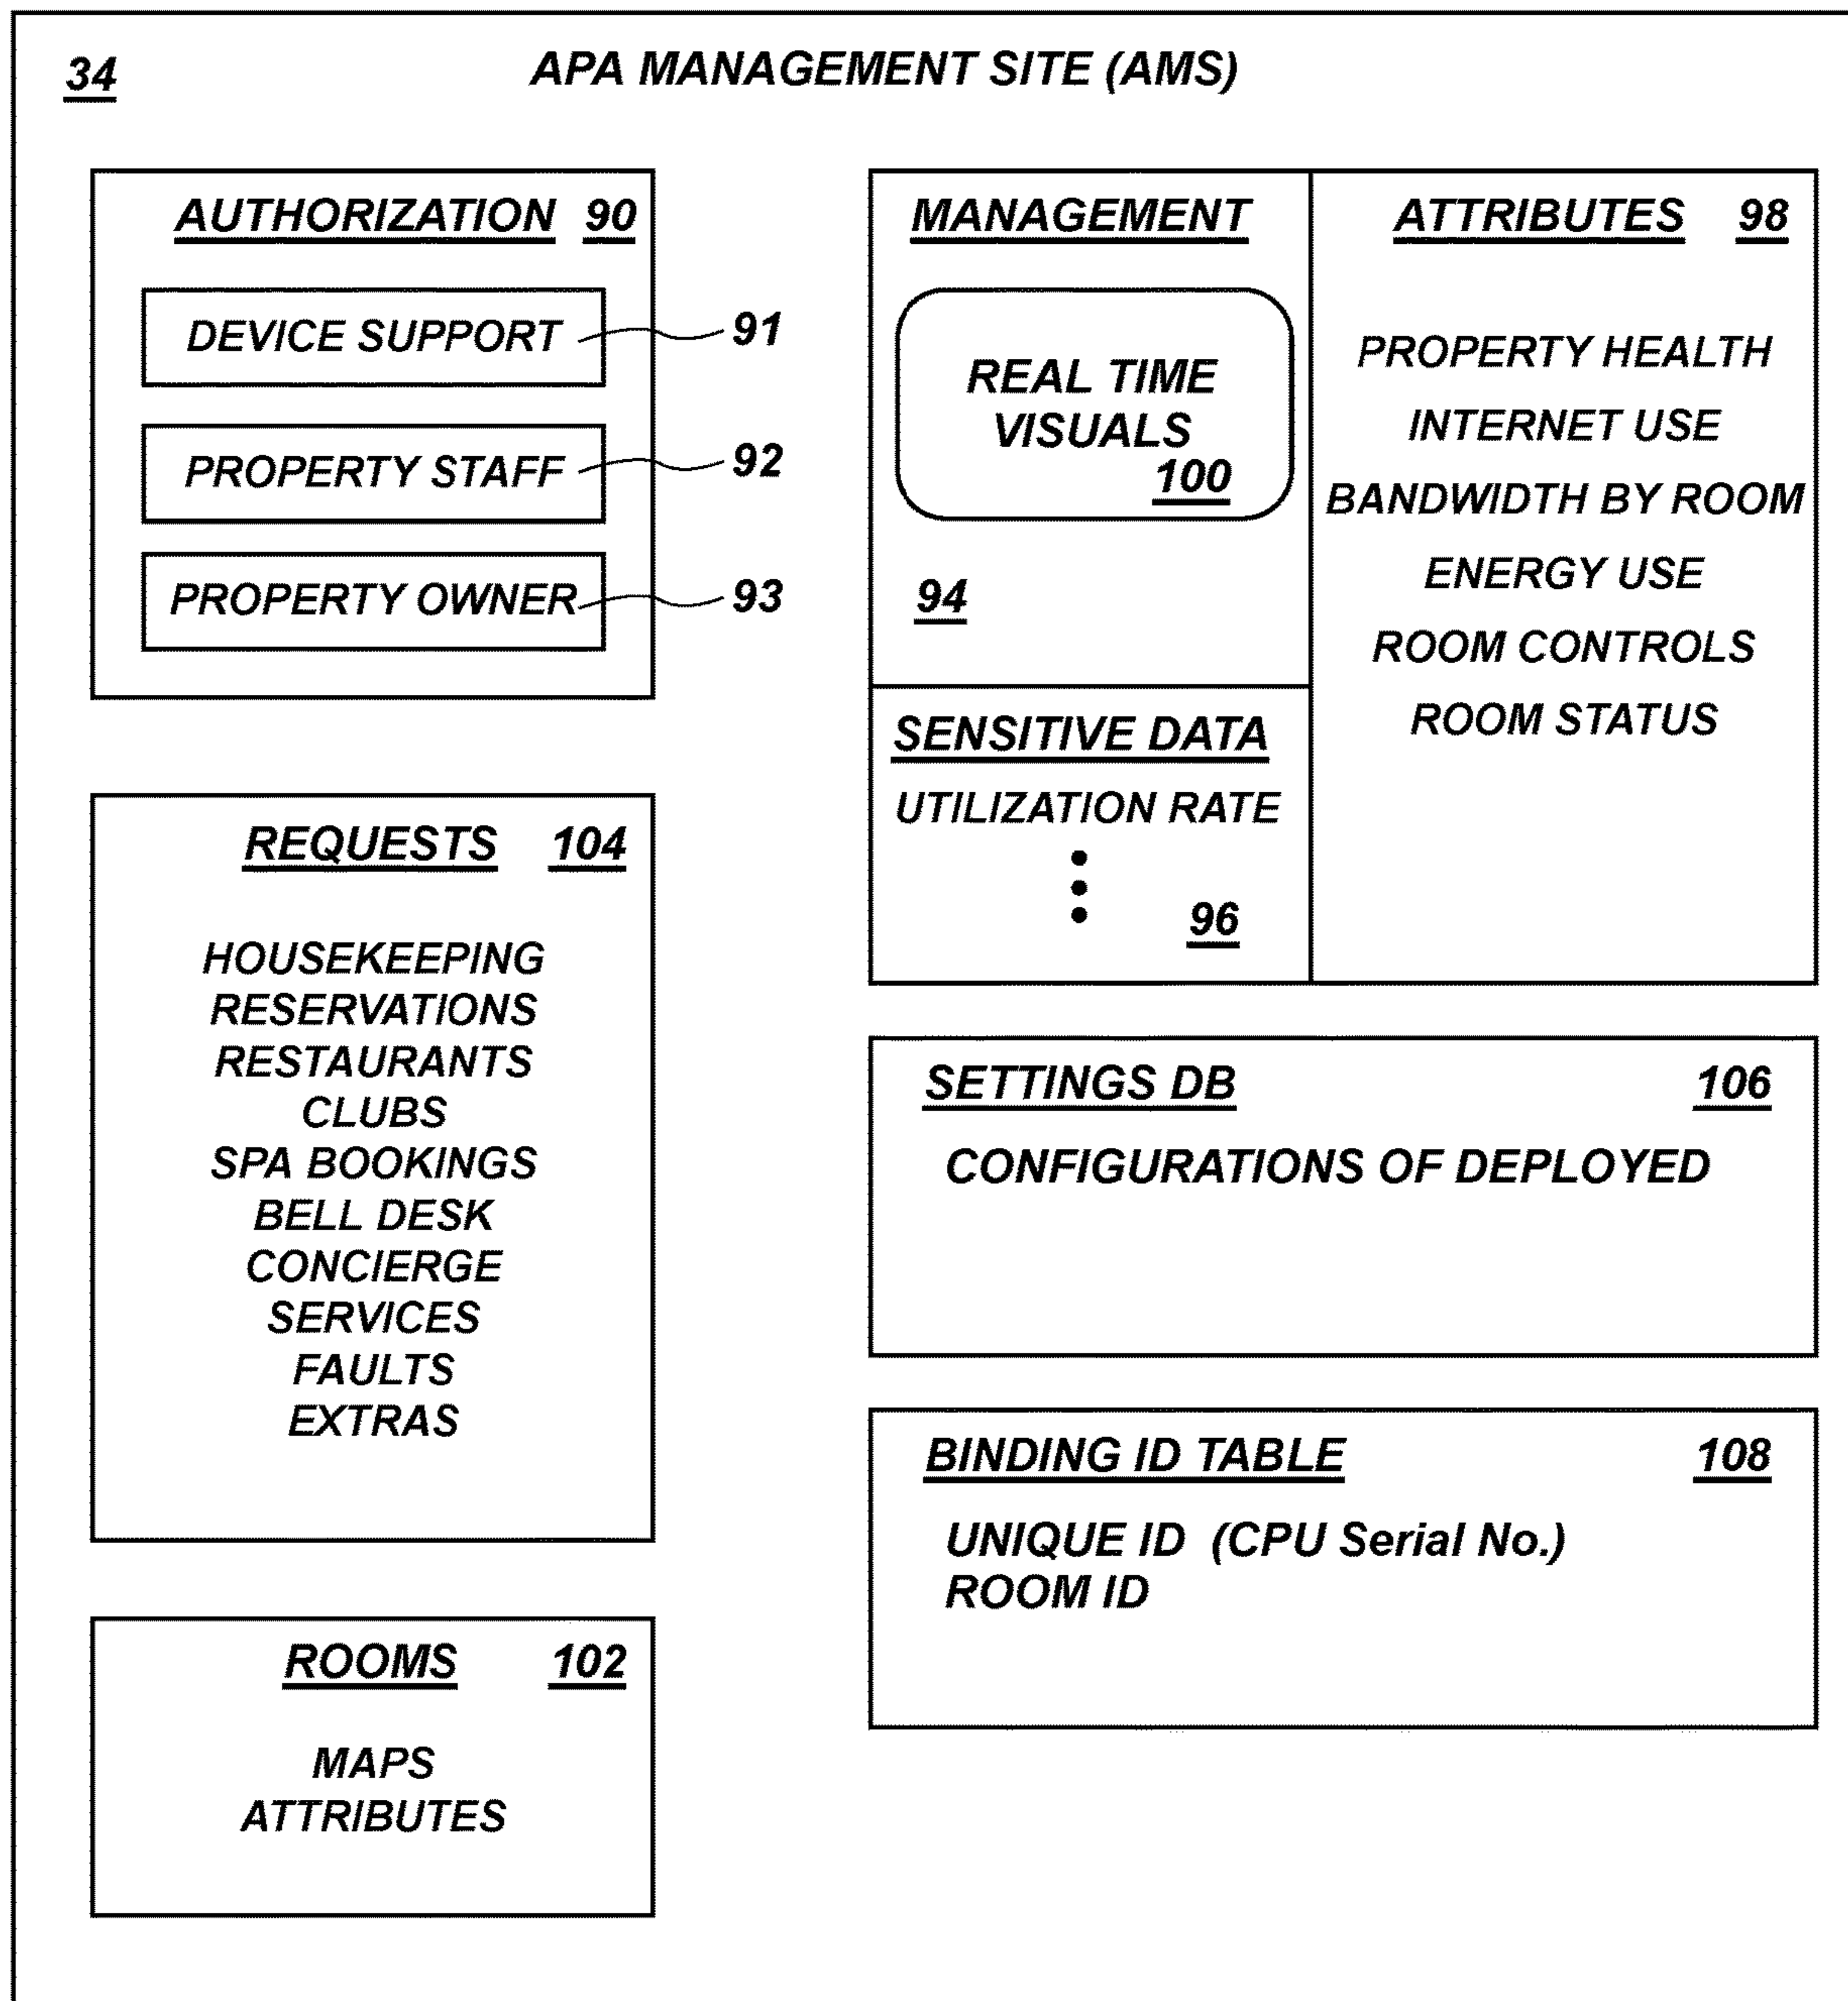 34
APA MANAGEMENT SITE (AMS)
AUTHORIZATION 90
DEVICE SUPPORT 91
PROPERTY STAFF 92
PROPERTY OWNER 93
REQUESTS 104
HOUSEKEEPING
RESERVATIONS
RESTAURANTS
CLUBS
SPA BOOKINGS
BELL DESK
CONCIERGE
SERVICES
FAULTS
EXTRAS
ROOMS 102
MAPS
ATTRIBUTES
MANAGEMENT
REAL TIME
VISUALS
100
94
SENSITIVE DATA
UTILIZATION RATE
96
ATTRIBUTES 98
PROPERTY HEALTH
INTERNET USE
BANDWIDTH BY ROOM
ENERGY USE
ROOM CONTROLS
ROOM STATUS
SETTINGS DB 106
CONFIGURATIONS OF DEPLOYED
BINDING ID TABLE 108
UNIQUE ID (CPU Serial No.)
ROOM ID